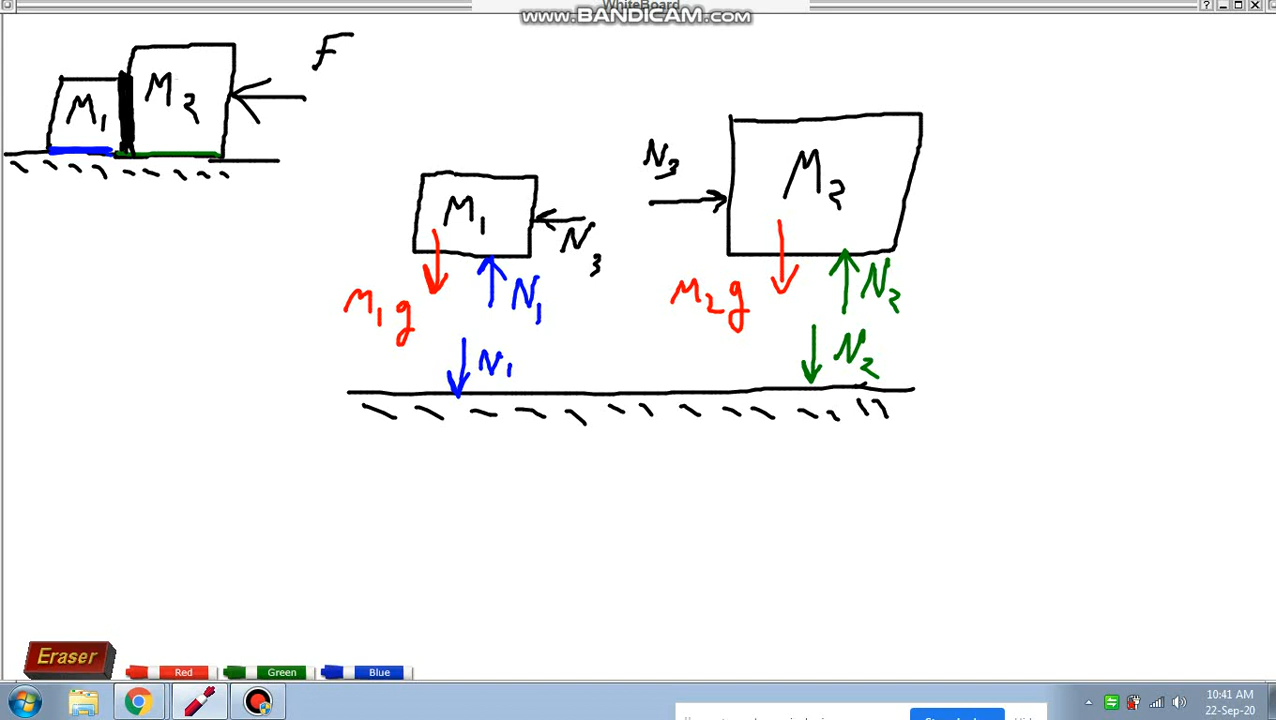 WhiteBoard
www.BANDICAM.com
F
M1
M2
N3
M2
M1
N3
M1g
N1
M2g
N2
N1
N2
Eraser
Red
Green
Blue
10:41 AM
22-Sep-20